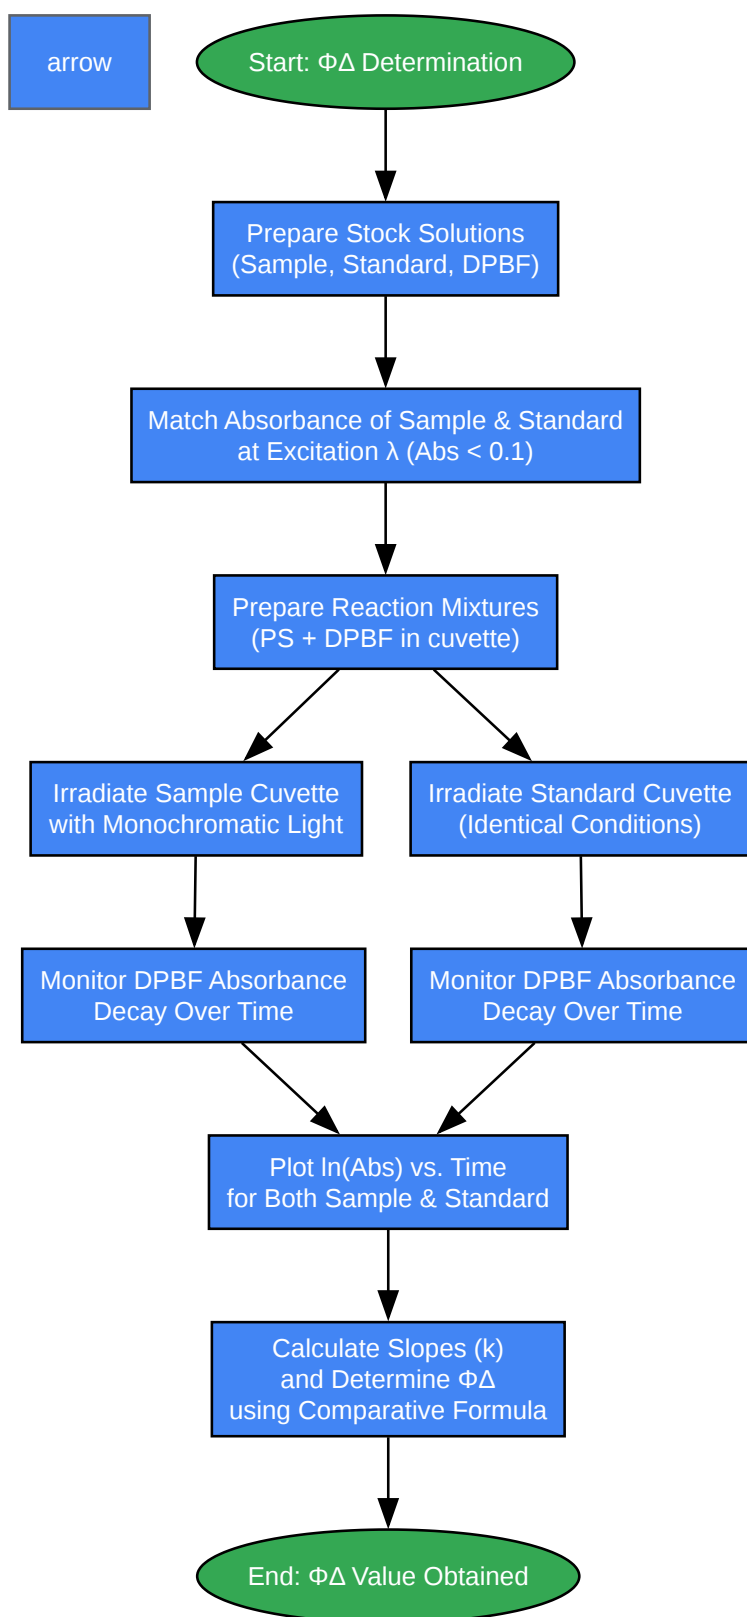 arrow
Start: ΦΔ Determination
Prepare Stock Solutions
(Sample, Standard, DPBF)
Match Absorbance of Sample & Standard
at Excitation λ (Abs < 0.1)
Prepare Reaction Mixtures
(PS + DPBF in cuvette)
Irradiate Sample Cuvette
with Monochromatic Light
Irradiate Standard Cuvette
(Identical Conditions)
Monitor DPBF Absorbance
Decay Over Time
Monitor DPBF Absorbance
Decay Over Time
Plot ln(Abs) vs. Time
for Both Sample & Standard
Calculate Slopes (k)
and Determine ΦΔ
using Comparative Formula
End: ΦΔ Value Obtained